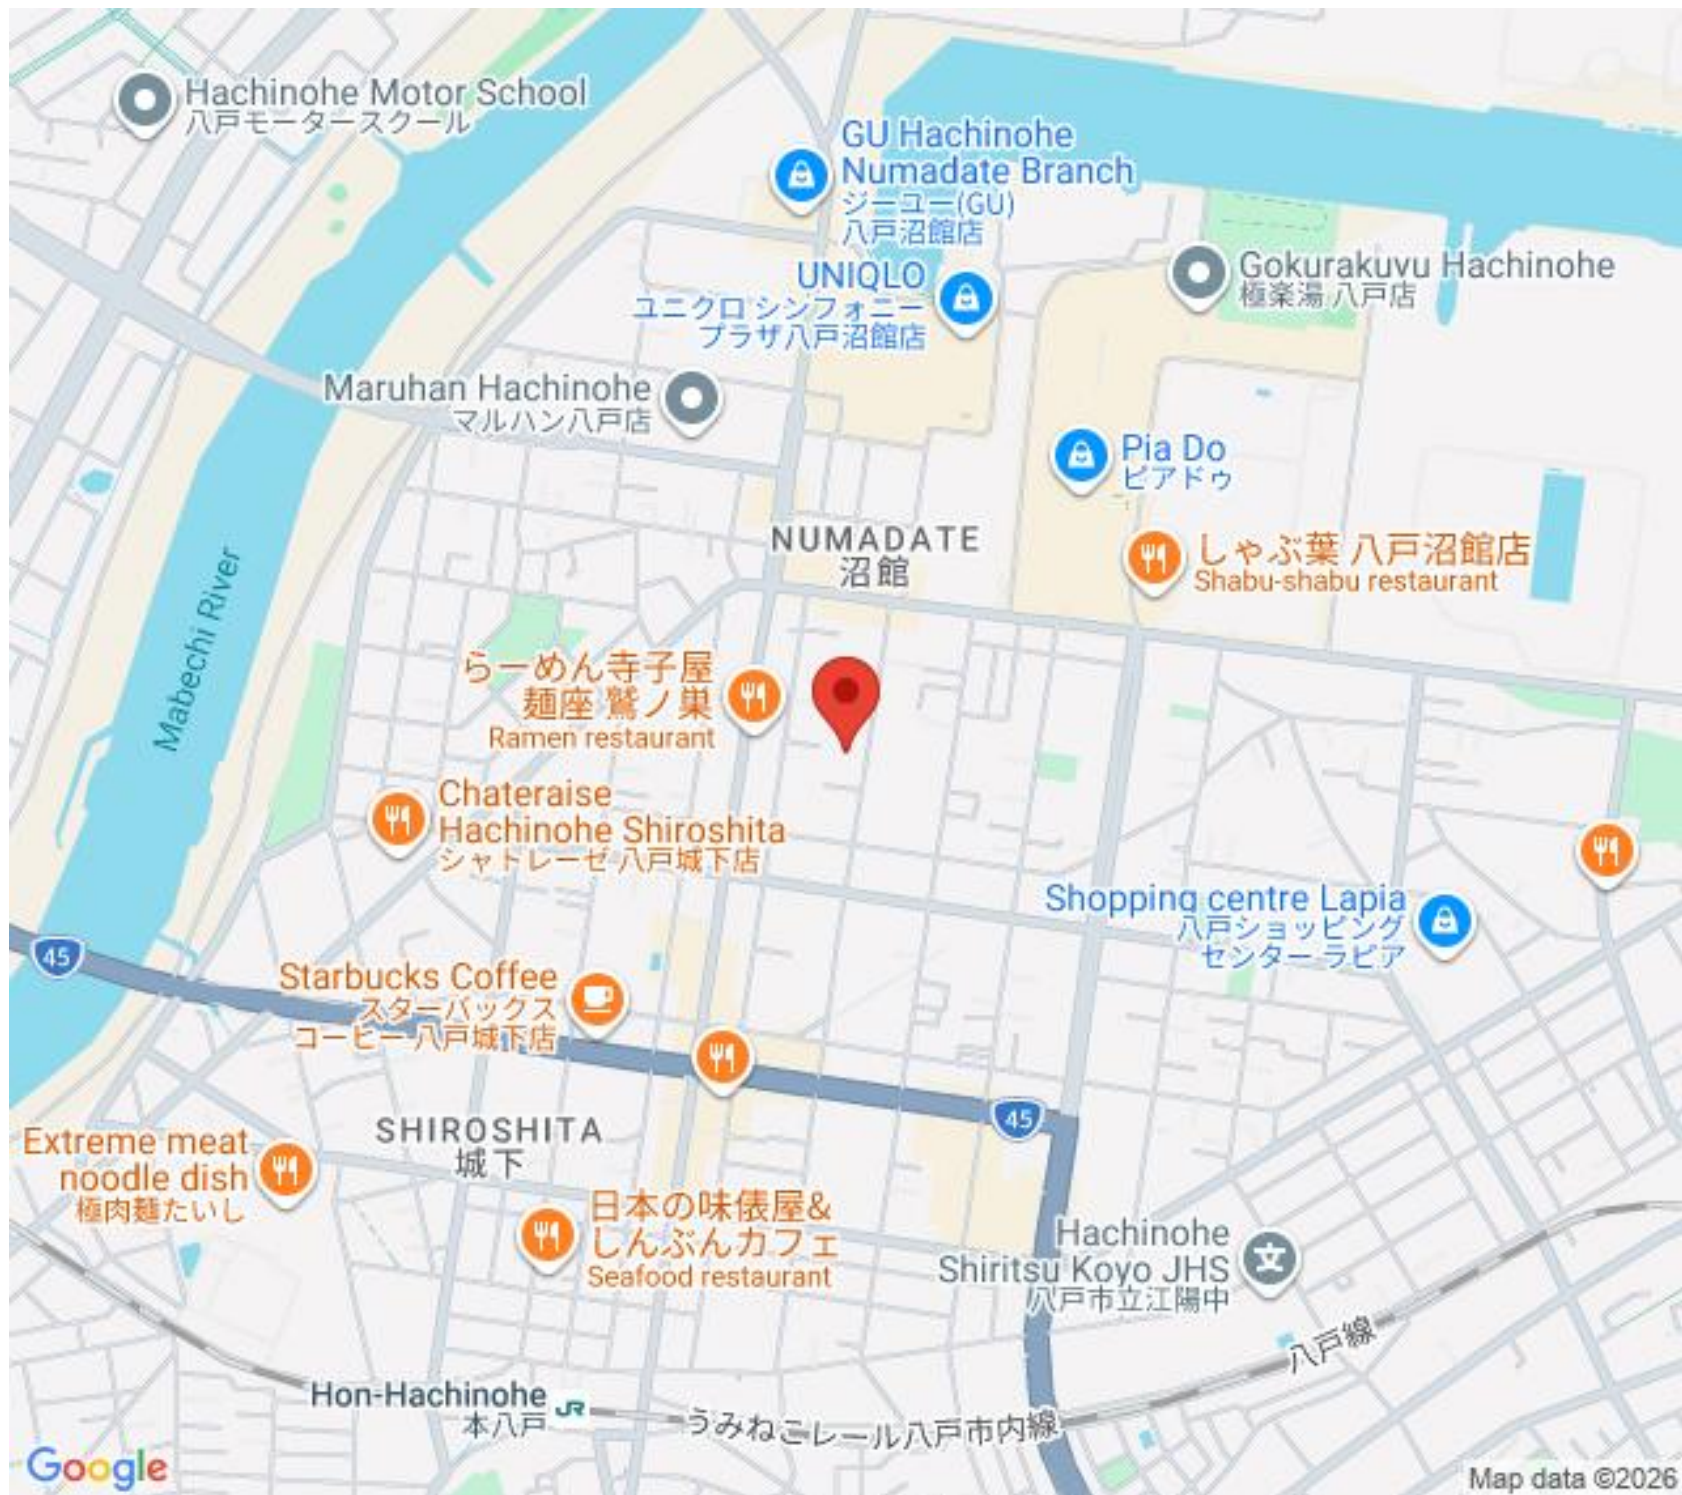 Hachinohe Motor School
八戸モータースクール
GU Hachinohe
Numadate Branch
ジーユー(GU)
八戸沼館店
UNIQLO
ユニクロ シンフォニー
プラザ八戸沼館店
Gokurakuyu Hachinohe
極楽湯 八戸店
Maruhan Hachinohe
マルハン八戸店
Pia Do
ピアドゥ
NUMADATE
沼館
しゃぶ葉 八戸沼館店
Shabu-shabu restaurant
Mabechi River
らーめん寺子屋
麺座 鷲ノ巣
Ramen restaurant
Chateraise
Hachinohe Shiroshita
シャトレーゼ 八戸城下店
Shopping centre Lapia
八戸ショッピング
センター ラピア
45
Starbucks Coffee
スターバックス
コーヒー 八戸城下店
45
SHIROSHITA
城下
Extreme meat
noodle dish
極肉麺たいし
日本の味俵屋&
しんぶんカフェ
Seafood restaurant
Hachinohe
Shiritsu Koyo JHS
八戸市立江陽中
文
八戸線
Hon-Hachinohe
本八戸
JR
うみねこレール八戸市内線
Google
Map data ©2026